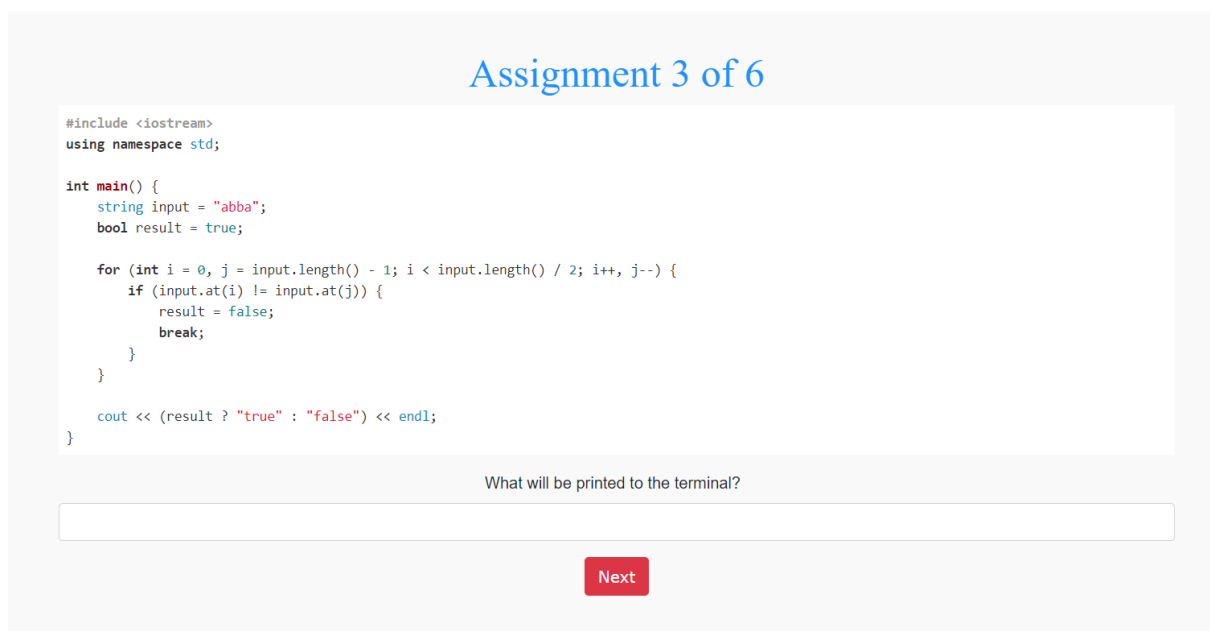 Assignment 3 of 6
#include <iostream>
using namespace std;
int main() {
    string input = "abba";
    bool result = true;
    for (int i = 0, j = input.length() - 1; i < input.length() / 2; i++, j--) {
        if (input.at(i) != input.at(j)) {
            result = false;
            break;
        }
    }
    cout << (result ? "true" : "false") << endl;
}
What will be printed to the terminal?
Next